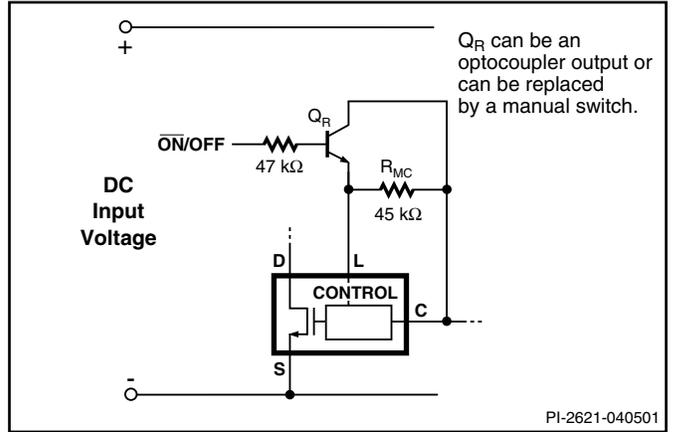 +
Q_R can be an
optocoupler output or
can be replaced
by a manual switch.
Q_R
O̅N̅/OFF
47 kΩ
R_MC
45 kΩ
DC
Input
Voltage
D
L
CONTROL
C
S
-
PI-2621-040501